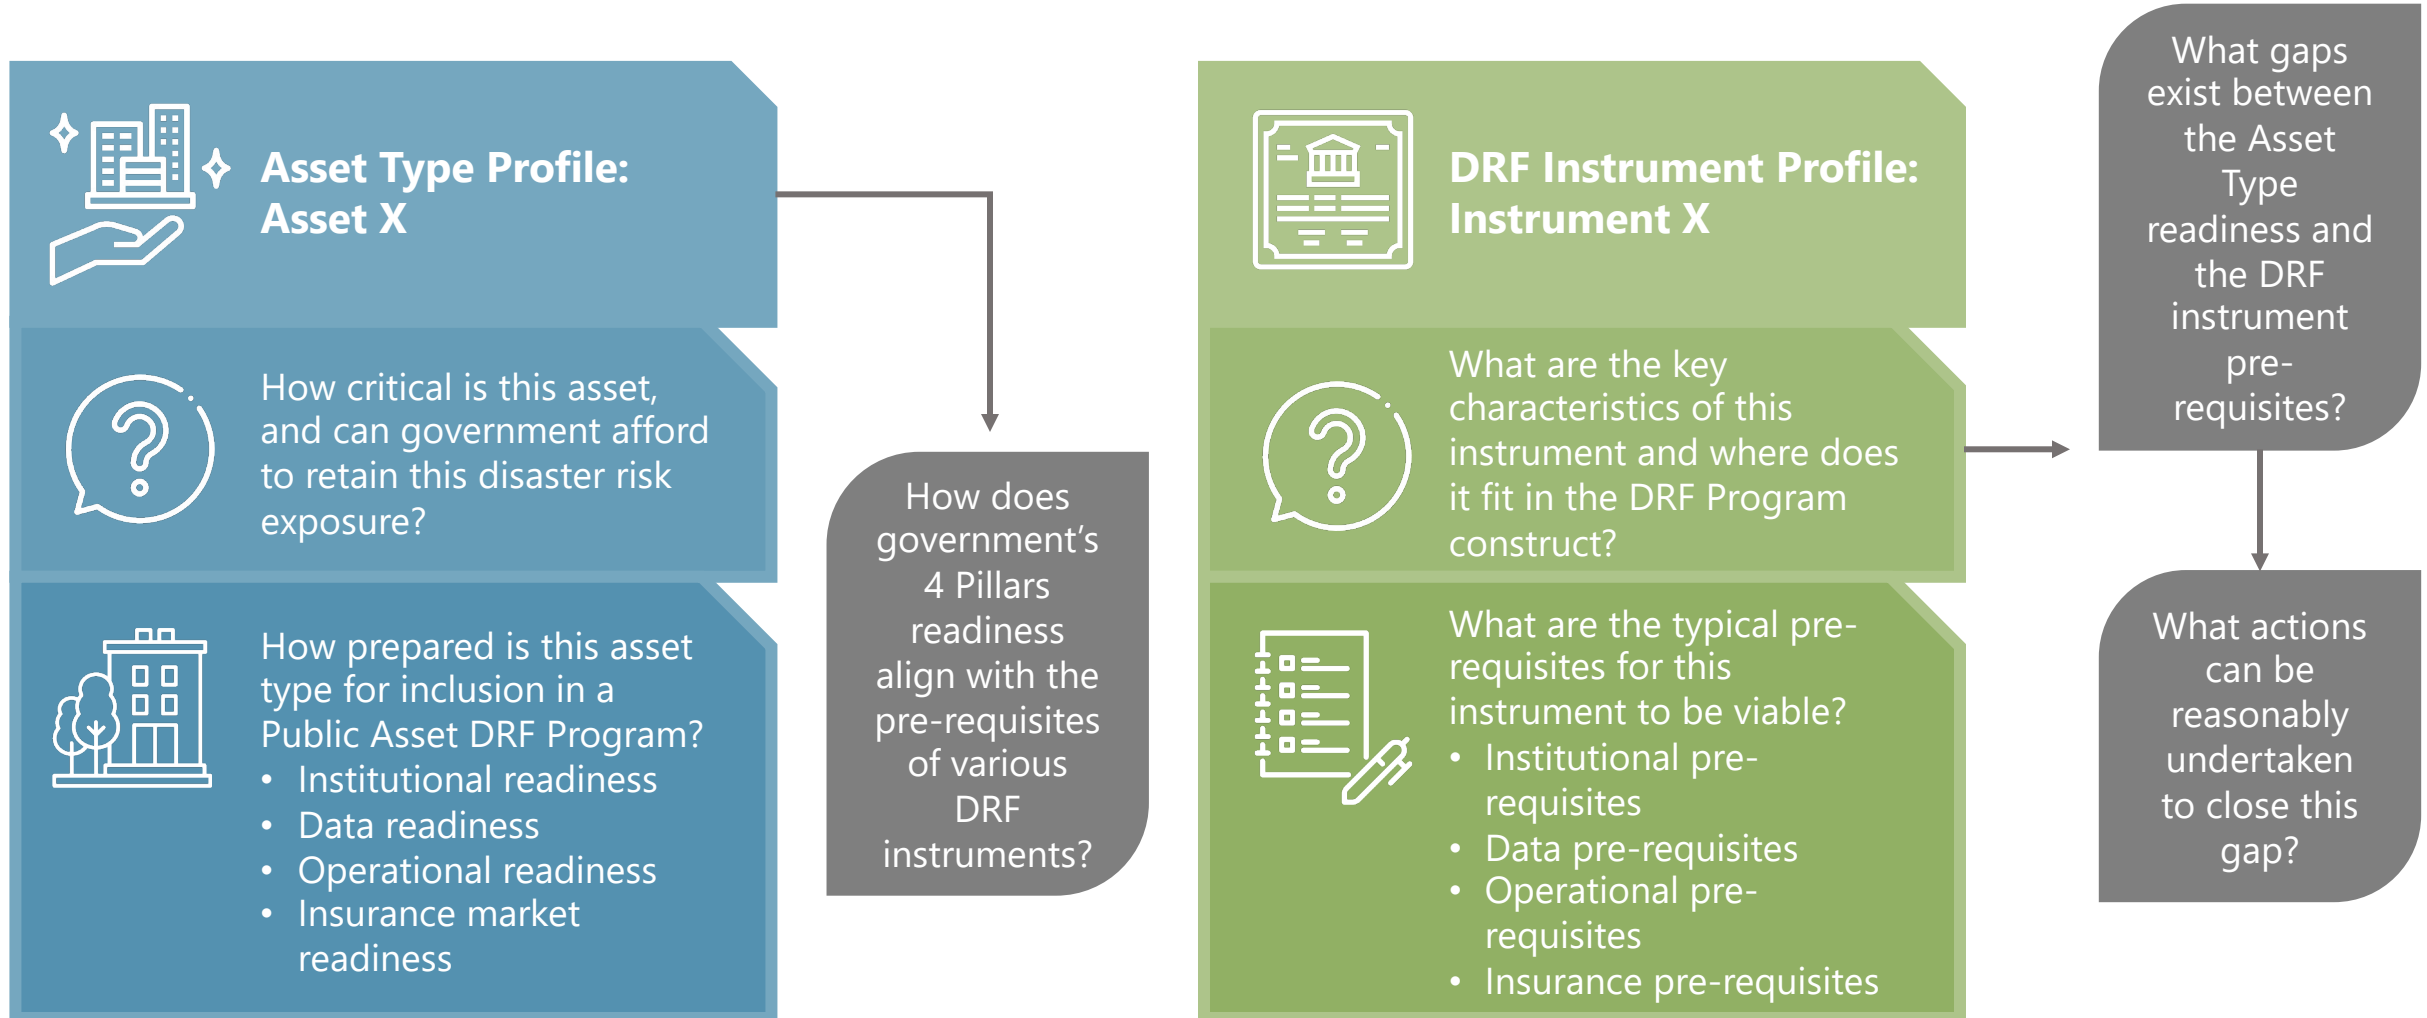 Asset Type Profile:
Asset X
How critical is this asset,
and can government afford
to retain this disaster risk
exposure?
How prepared is this asset
type for inclusion in a
Public Asset DRF Program?
• Institutional readiness
• Data readiness
• Operational readiness
• Insurance market
readiness
How does
government’s
4 Pillars
readiness
align with the
pre-requisites
of various
DRF
instruments?
DRF Instrument Profile:
Instrument X
What are the key
characteristics of this
instrument and where does
it fit in the DRF Program
construct?
What are the typical pre-
requisites for this
instrument to be viable?
• Institutional pre-
requisites
• Data pre-requisites
• Operational pre-
requisites
• Insurance pre-requisites
What gaps
exist between
the Asset
Type
readiness and
the DRF
instrument
pre-
requisites?
What actions
can be
reasonably
undertaken
to close this
gap?